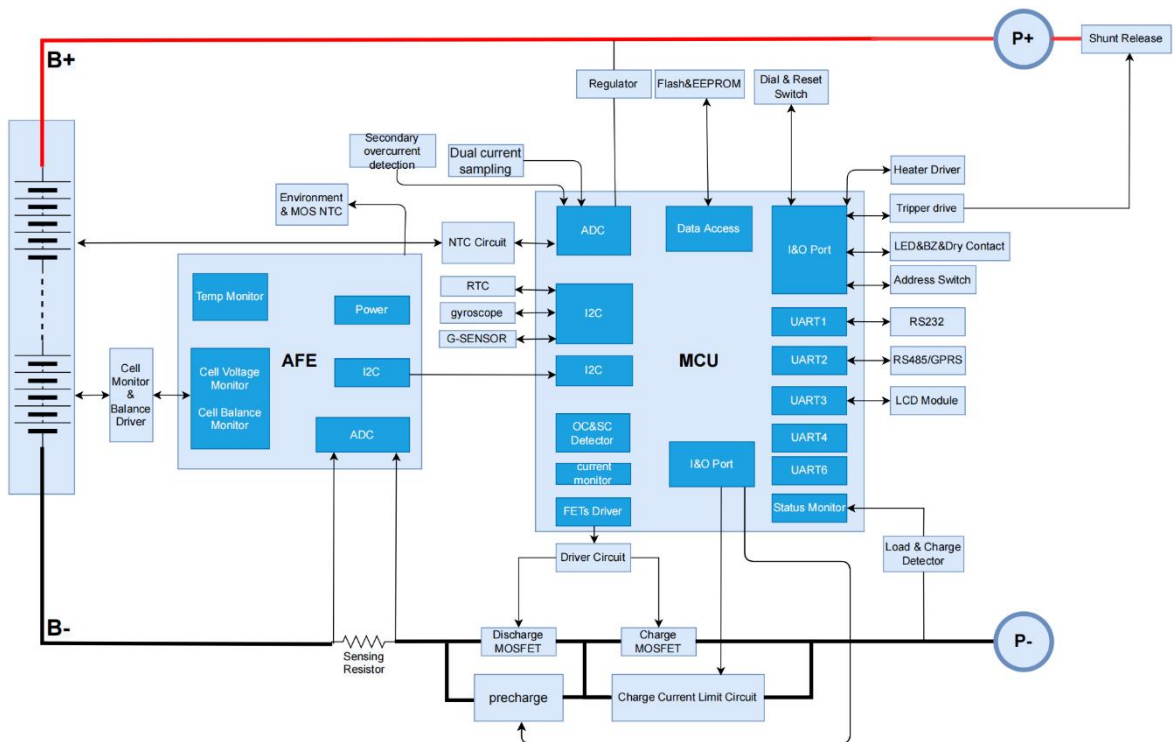 B+
P+
Shunt Release
Regulator
Flash&EEPROM
Dial & Reset
Switch
Secondary
overcurrent
detection
Dual current
sampling
Environment
& MOS NTC
NTC Circuit
ADC
Data Access
I&O Port
Heater Driver
Tripper drive
LED&BZ&Dry Contact
Address Switch
Temp Monitor
Power
RTC
gyroscope
G-SENSOR
I2C
UART1
RS232
AFE
MCU
Cell
Monitor
&
Balance
Driver
Cell Voltage
Monitor
Cell Balance
Monitor
I2C
I2C
UART2
RS485/GPRS
UART3
LCD Module
ADC
OC&SC
Detector
I&O Port
UART4
current
monitor
UART6
FETs Driver
Status Monitor
Driver Circuit
Load & Charge
Detector
B-
Sensing
Resistor
Discharge
MOSFET
Charge
MOSFET
P-
precharge
Charge Current Limit Circuit